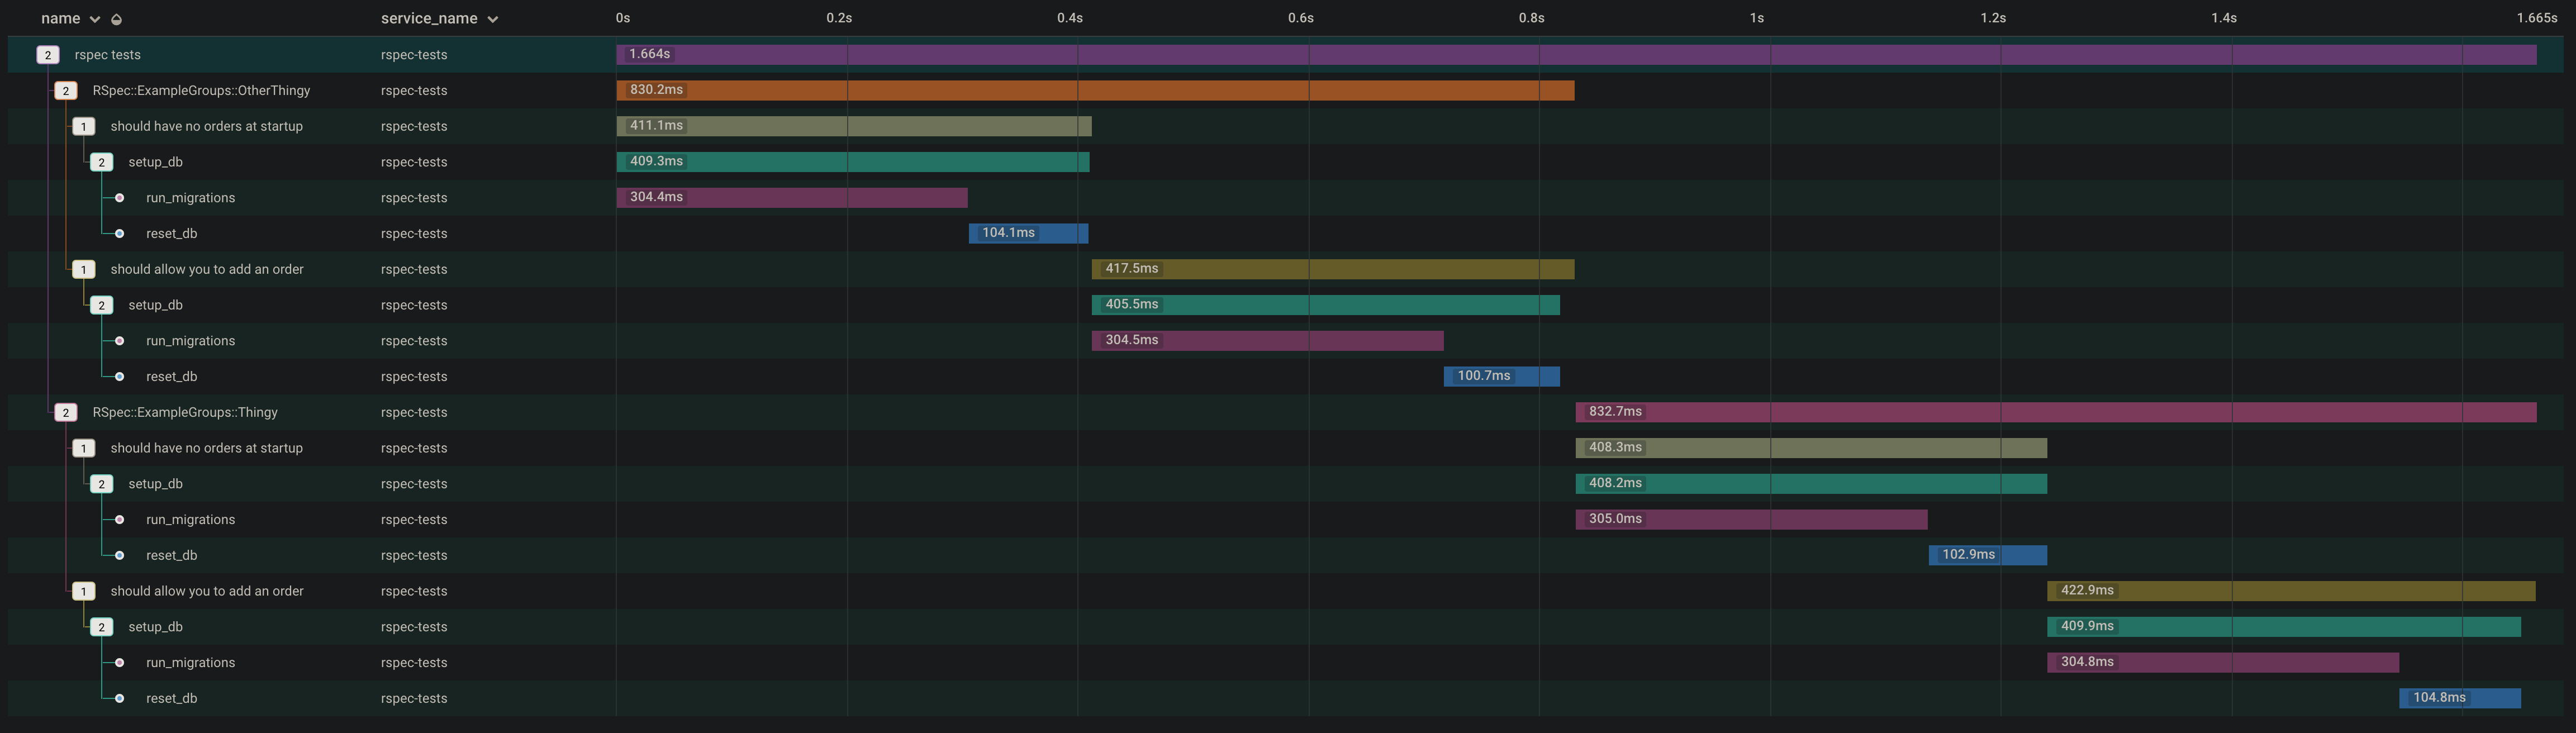 name service_name 0s 0.2s 0.4s 0.6s 0.8s 1s 1.2s 1.4s 1.665s
2 rspec tests rspec-tests 1.664s
2 RSpec::ExampleGroups::OtherThingy rspec-tests 830.2ms
1 should have no orders at startup rspec-tests 411.1ms
2 setup_db rspec-tests 409.3ms
run_migrations rspec-tests 304.4ms
reset_db rspec-tests 104.1ms
1 should allow you to add an order rspec-tests 417.5ms
2 setup_db rspec-tests 405.5ms
run_migrations rspec-tests 304.5ms
reset_db rspec-tests 100.7ms
2 RSpec::ExampleGroups::Thingy rspec-tests 832.7ms
1 should have no orders at startup rspec-tests 408.3ms
2 setup_db rspec-tests 408.2ms
run_migrations rspec-tests 305.0ms
reset_db rspec-tests 102.9ms
1 should allow you to add an order rspec-tests 422.9ms
2 setup_db rspec-tests 409.9ms
run_migrations rspec-tests 304.8ms
reset_db rspec-tests 104.8ms